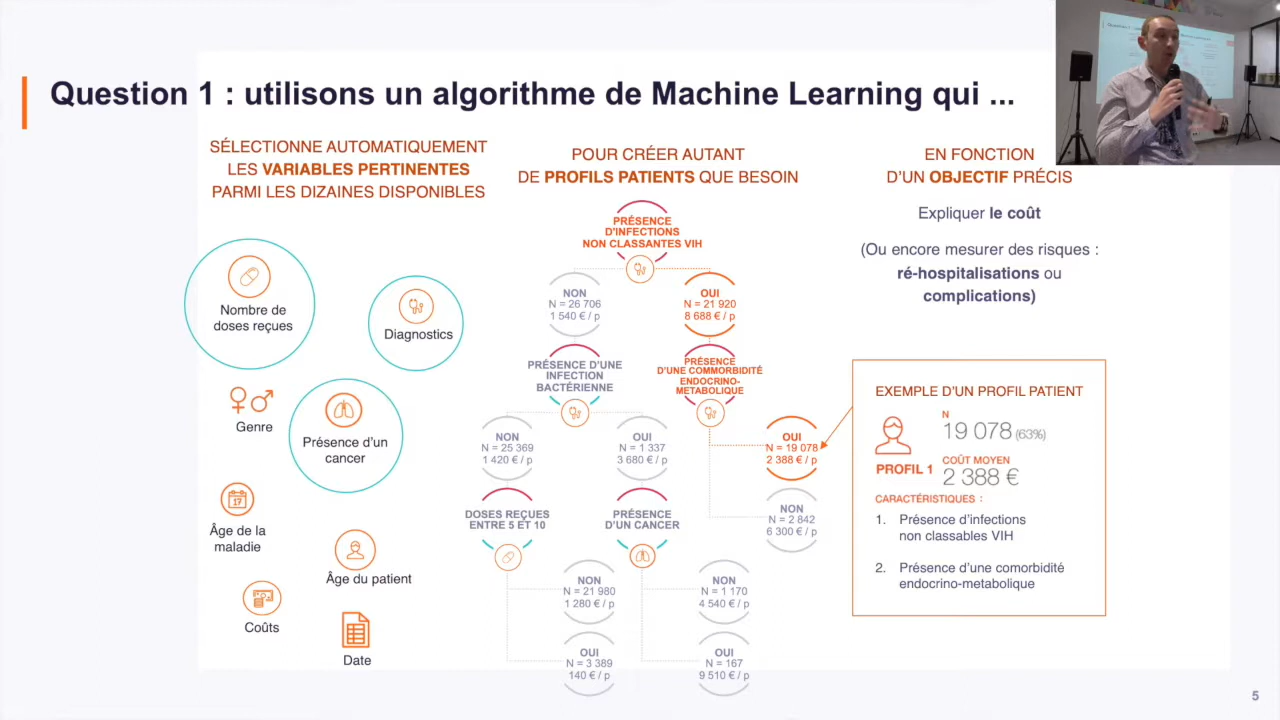 Question 1 : utilisons un algorithme de Machine Learning qui ...
SÉLECTIONNE AUTOMATIQUEMENT
LES VARIABLES PERTINENTES
PARMI LES DIZAINES DISPONIBLES
Nombre de
doses reçues
Diagnostics
Genre
Présence d'un
cancer
17
Âge de la
maladie
Âge du patient
Coûts
Date
POUR CRÉER AUTANT
DE PROFILS PATIENTS QUE BESOIN
PRÉSENCE
D'INFECTIONS
NON CLASSANTES VIH
NON
N = 26 706
1 540 € / p
OUI
N = 21 920
8 688 € / p
PRÉSENCE D'UNE
INFECTION
BACTÉRIENNE
PRÉSENCE
D'UNE COMMORBIDITÉ
ENDOCRINO-
METABOLIQUE
NON
N = 25 369
1 420 € / p
OUI
N = 1 337
3 680 € / p
OUI
N = 19 078
2 388 € / p
NON
N = 2 842
6 300 € / p
DOSES REÇUES
ENTRE 5 ET 10
PRÉSENCE
D'UN CANCER
NON
N = 21 980
1 280 € / p
NON
N = 1 170
4 540 € / p
OUI
N = 3 389
140 € / p
OUI
N = 167
9 510 € / p
EN FONCTION
D'UN OBJECTIF PRÉCIS
Expliquer le coût
(Ou encore mesurer des risques :
ré-hospitalisations ou
complications)
EXEMPLE D'UN PROFIL PATIENT
N
19 078 (63%)
PROFIL 1
COÛT MOYEN
2 388 €
CARACTÉRISTIQUES :
1. Présence d'infections
non classables VIH
2. Présence d'une comorbidité
endocrino-metabolique
5